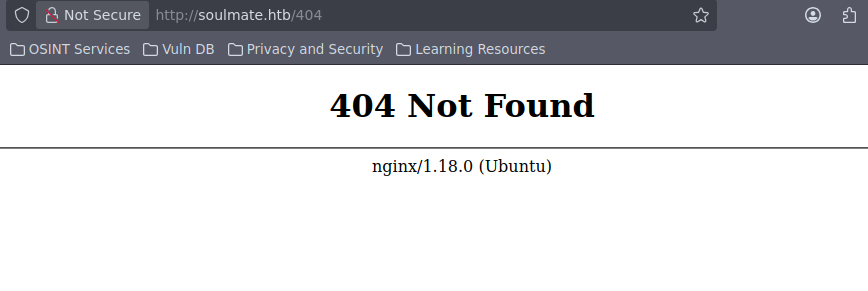 Not Secure http://soulmate.htb/404
OSINT Services Vuln DB Privacy and Security Learning Resources
404 Not Found
nginx/1.18.0 (Ubuntu)